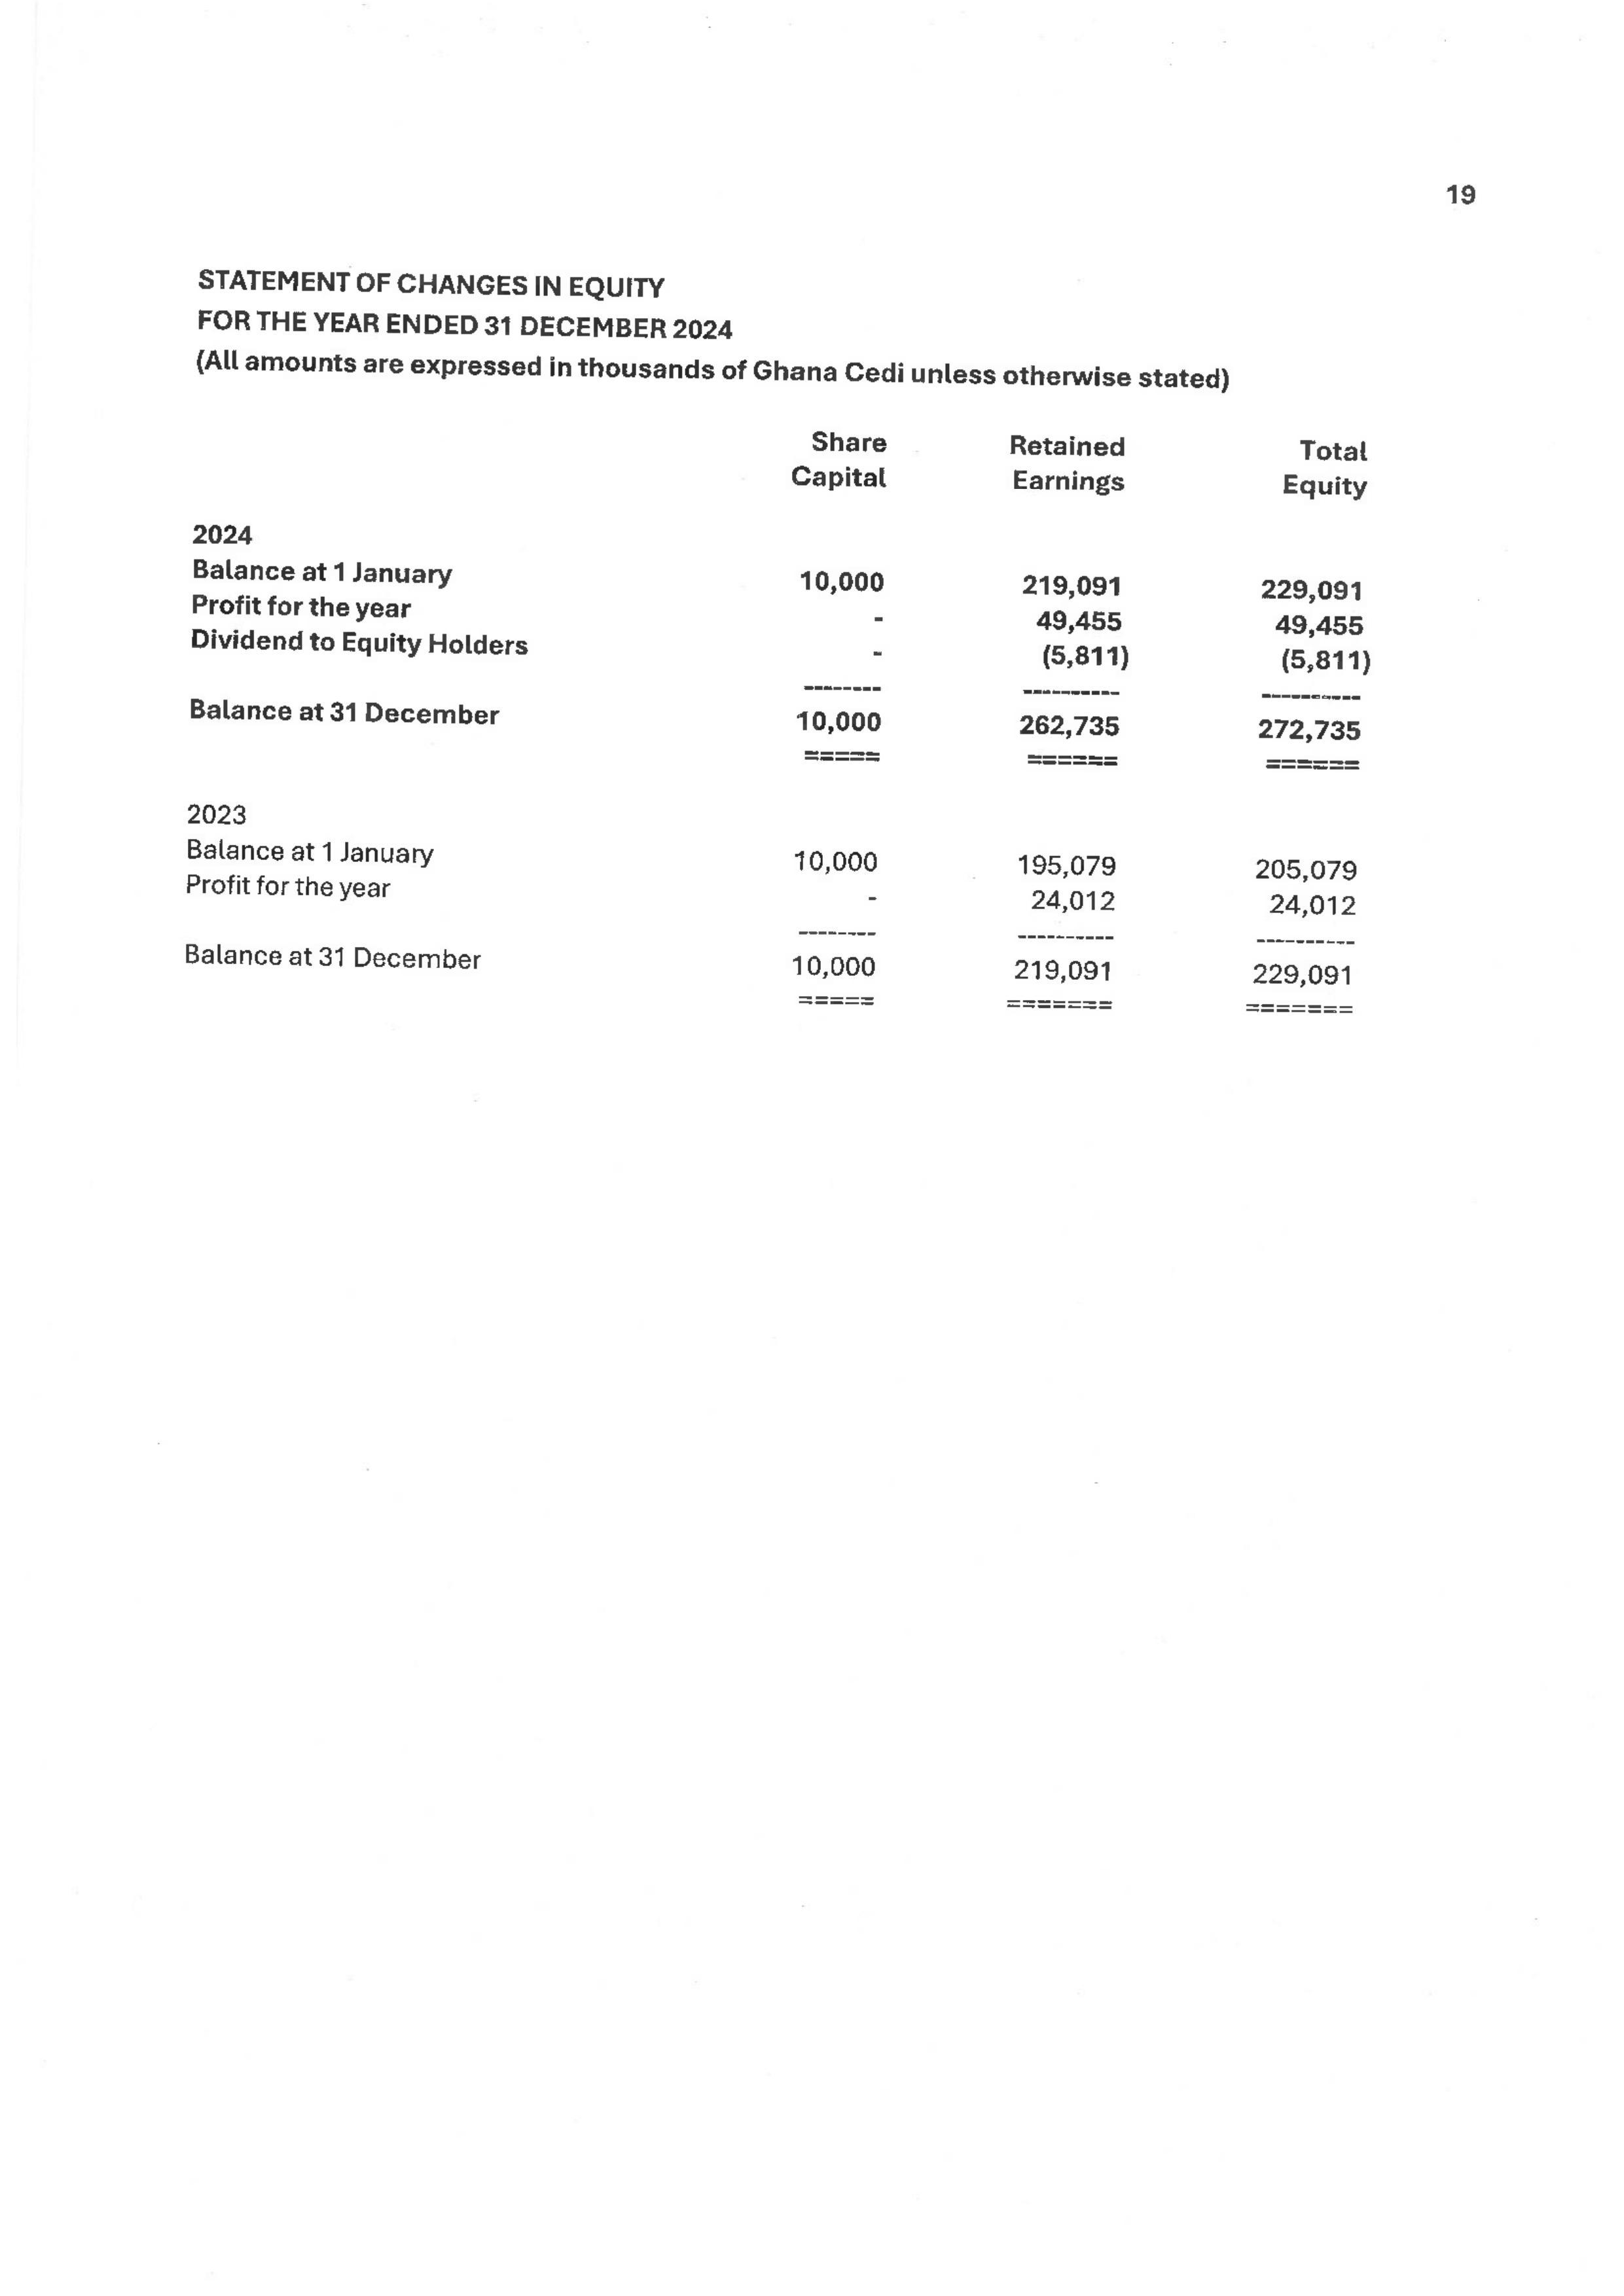 19
STATEMENT OF CHANGES IN EQUITY
FOR THE YEAR ENDED 31 DECEMBER 2024
(All amounts are expressed in thousands of Ghana Cedi unless otherwise stated)
Share Retained Total
Capital Earnings Equity
2024
Balance at 1 January 10,000 219,091 229,091
Profit for the year - 49,455 49,455
Dividend to Equity Holders - (5,811) (5,811)
-------- ---------- ----------
Balance at 31 December 10,000 262,735 272,735
===== ====== ======
2023
Balance at 1 January 10,000 195,079 205,079
Profit for the year - 24,012 24,012
-------- ---------- ----------
Balance at 31 December 10,000 219,091 229,091
===== ======= =======